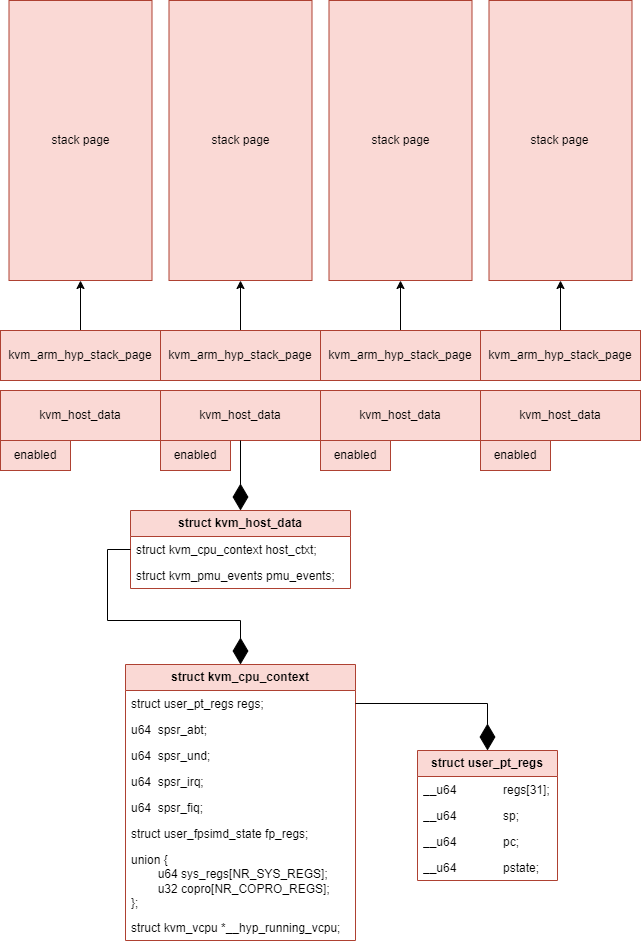 stack page
stack page
stack page
stack page
kvm_arm_hyp_stack_page
kvm_arm_hyp_stack_page
kvm_arm_hyp_stack_page
kvm_arm_hyp_stack_page
kvm_host_data
kvm_host_data
kvm_host_data
kvm_host_data
enabled
enabled
enabled
enabled
struct kvm_host_data
struct kvm_cpu_context host_ctxt;
struct kvm_pmu_events pmu_events;
struct kvm_cpu_context
struct user_pt_regs regs;
u64 spsr_abt;
u64 spsr_und;
u64 spsr_irq;
u64 spsr_fiq;
struct user_fpsimd_state fp_regs;
union {
u64 sys_regs[NR_SYS_REGS];
u32 copro[NR_COPRO_REGS];
};
struct kvm_vcpu *__hyp_running_vcpu;
struct user_pt_regs
__u64 regs[31];
__u64 sp;
__u64 pc;
__u64 pstate;